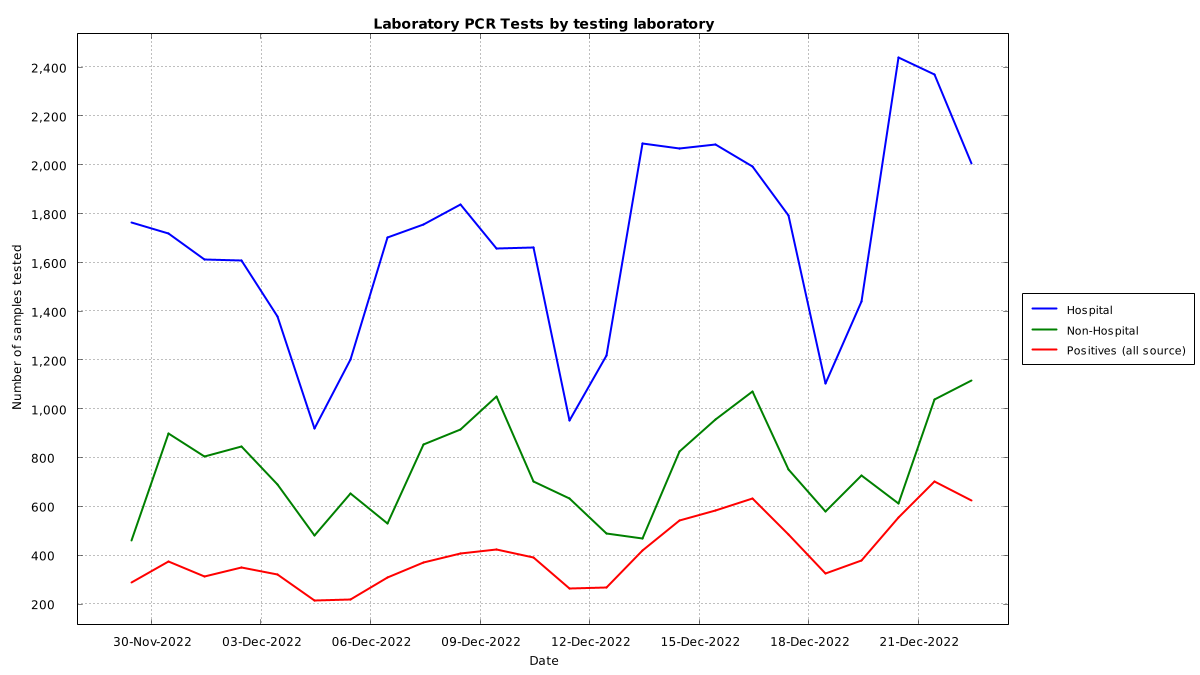 Laboratory PCR Tests by testing laboratory
Number of samples tested
2,400
2,200
2,000
1,800
1,600
1,400
1,200
1,000
800
600
400
200
30-Nov-2022 03-Dec-2022 06-Dec-2022 09-Dec-2022 12-Dec-2022 15-Dec-2022 18-Dec-2022 21-Dec-2022
Date
Hospital
Non-Hospital
Positives (all source)